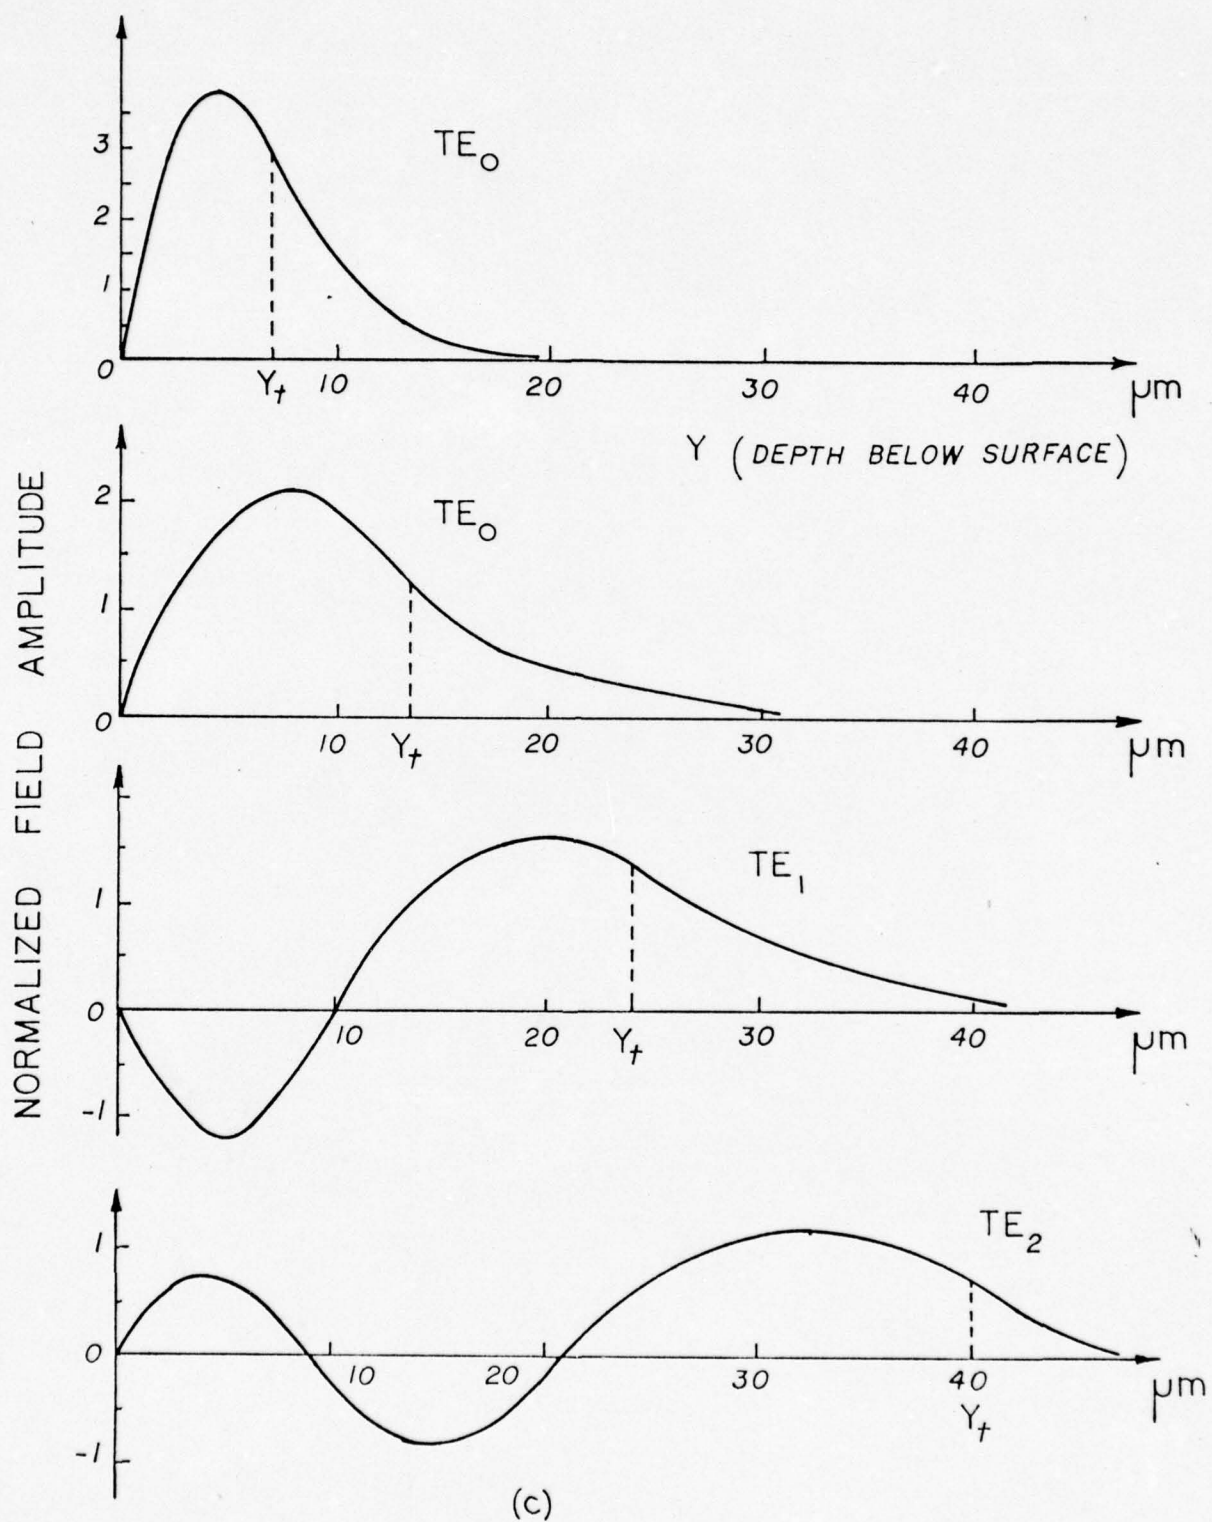 NORMALIZED FIELD AMPLITUDE
3
2
1
0
TE0
Yt 10 20 30 40 μm
Y (DEPTH BELOW SURFACE)
2
1
0
TE0
10 Yt 20 30 40 μm
1
0
-1
TE1
10 20 Yt 30 40 μm
1
0
-1
TE2
10 20 30 40 μm
Yt
(c)